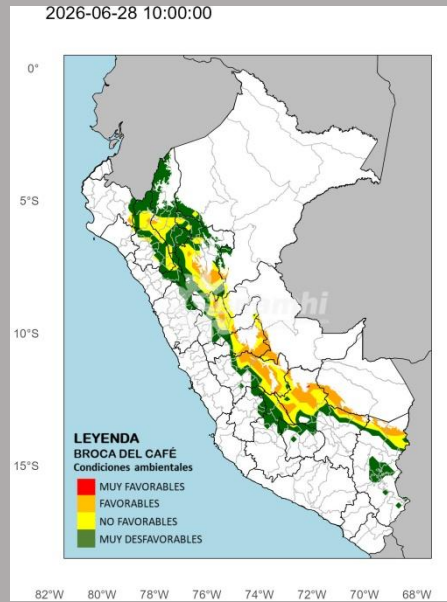 2026-06-28 10:00:00
0°
5°S
10°S
15°S
LEYENDA
BROCA DEL CAFÉ
Condiciones ambientales
MUY FAVORABLES
FAVORABLES
NO FAVORABLES
MUY DESFAVORABLES
82°W 80°W 78°W 76°W 74°W 72°W 70°W 68°W